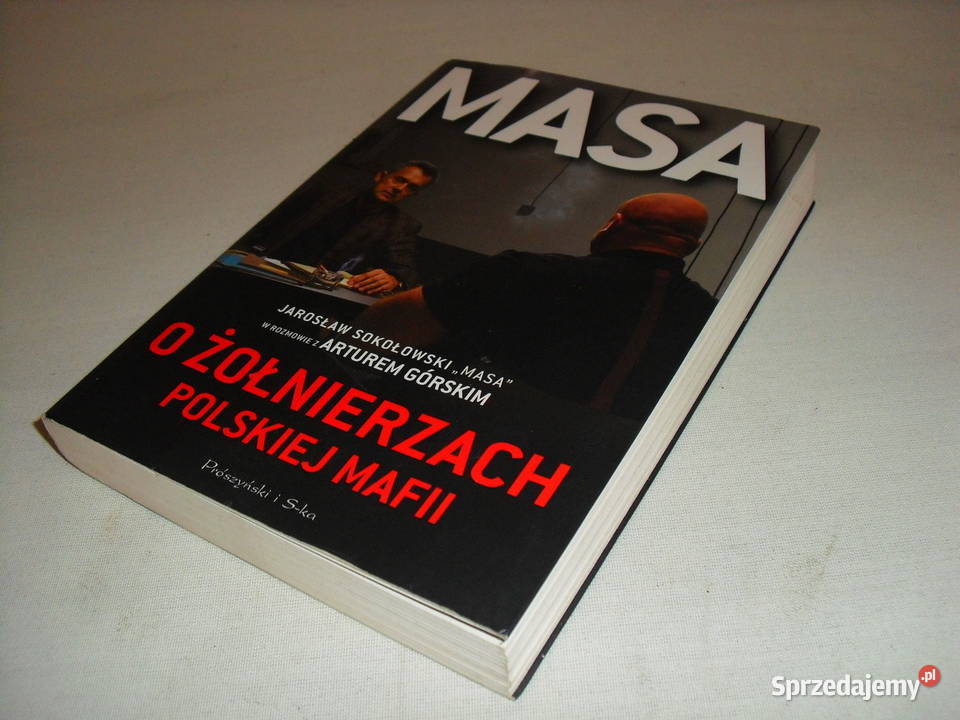 MASA
JAROSŁAW SOKOŁOWSKI „MASA”
W ROZMOWIE Z ARTUREM GÓRSKIM
O ŻOŁNIERZACH
POLSKIEJ MAFII
Prószyński i S-ka
Sprzedajemy.pl